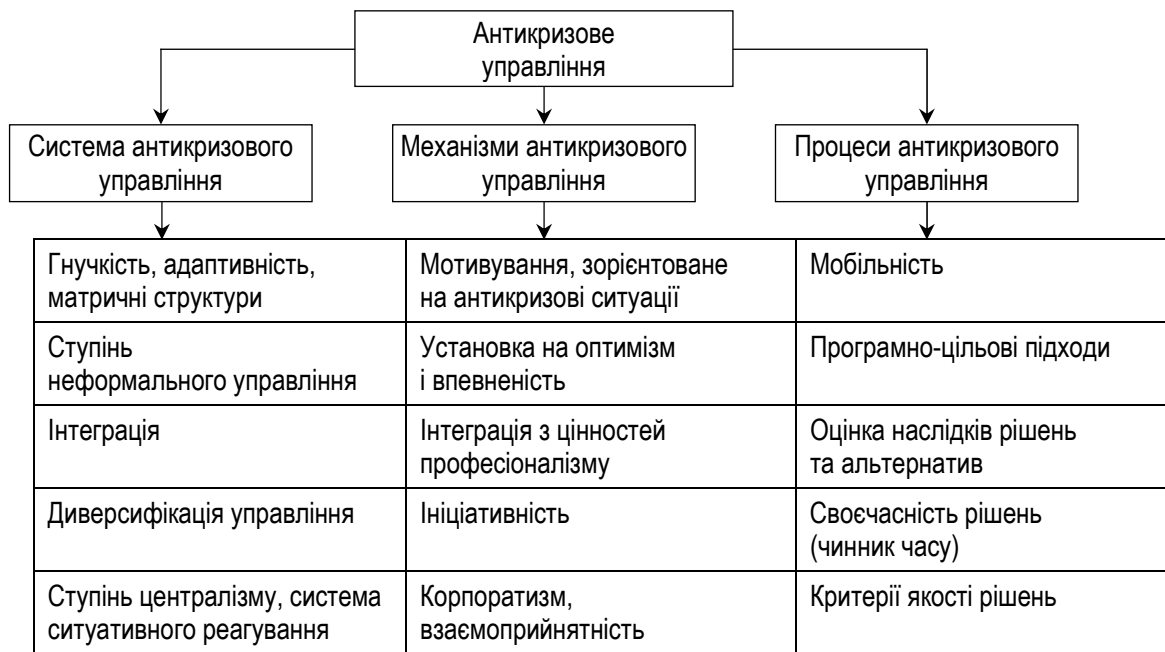 Антикризове
управління
Система антикризового
управління
Механізми антикризового
управління
Процеси антикризового
управління
Гнучкість, адаптивність,
матричні структури
Мотивування, зорієнтоване
на антикризові ситуації
Мобільність
Ступінь
неформального управління
Установка на оптимізм
і впевненість
Програмно-цільові підходи
Інтеграція
Інтеграція з цінностей
професіоналізму
Оцінка наслідків рішень
та альтернатив
Диверсифікація управління
Ініціативність
Своєчасність рішень
(чинник часу)
Ступінь централізму, система
ситуативного реагування
Корпоратизм,
взаємоприйнятність
Критерії якості рішень